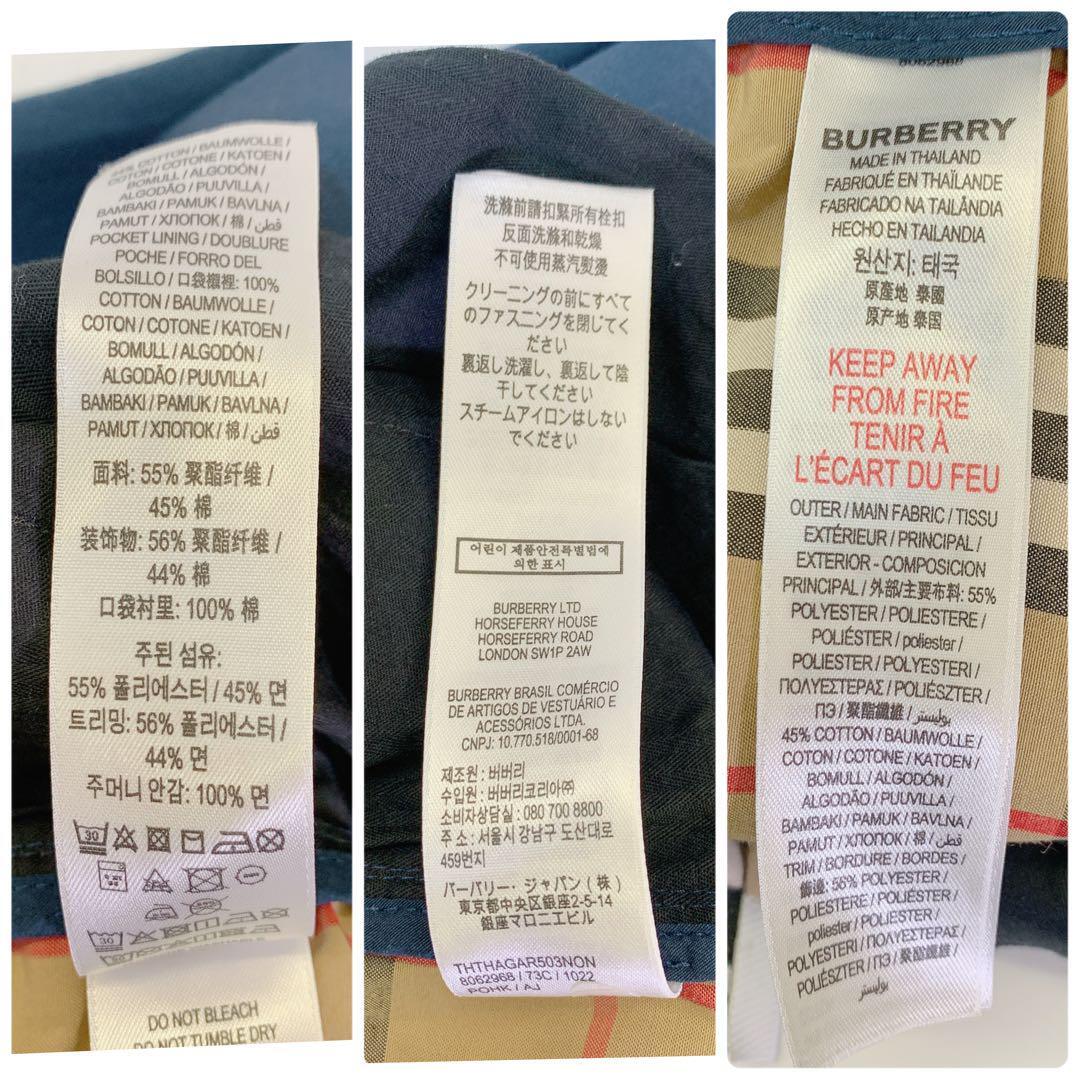 44% COTTON / BAUMWOLLE /
COTON / COTONE / KATOEN /
BOMULL / ALGODÓN /
ALGODÃO / PUUVILLA /
BAMBAKI / PAMUK / BAVLNA /
PAMUT / ХЛОПОК / 棉 / قطن
POCKET LINING / DOUBLURE
POCHE / FORRO DEL
BOLSILLO / 口袋襯裡: 100%
COTTON / BAUMWOLLE /
COTON / COTONE / KATOEN /
BOMULL / ALGODÓN /
ALGODÃO / PUUVILLA /
BAMBAKI / PAMUK / BAVLNA /
PAMUT / ХЛОПОК / 棉 / قطن
面料: 55% 聚酯纤维 /
45% 棉
装饰物: 56% 聚酯纤维 /
44% 棉
口袋衬里: 100% 棉
주된 섬유:
55% 폴리에스터 / 45% 면
트리밍: 56% 폴리에스터 /
44% 면
주머니 안감: 100% 면
30
30
DO NOT BLEACH
DO NOT TUMBLE DRY
洗滌前請扣緊所有栓扣
反面洗滌和乾燥
不可使用蒸汽熨燙
クリーニングの前にすべて
のファスニングを閉じてく
ださい
裏返し洗濯し、裏返して陰
干してください
スチームアイロンはしない
でください
어린이 제품안전특별법에
의한 표시
BURBERRY LTD
HORSEFERRY HOUSE
HORSEFERRY ROAD
LONDON SW1P 2AW
BURBERRY BRASIL COMÉRCIO
DE ARTIGOS DE VESTUÁRIO E
ACESSÓRIOS LTDA.
CNPJ: 10.770.518/0001-68
제조원 : 버버리
수입원 : 버버리코리아㈜
소비자상담실 : 080 700 8800
주 소 : 서울시 강남구 도산대로
459번지
バーバリー・ジャパン ( 株 )
東京都中央区銀座2-5-14
銀座マロニエビル
THTHAGAR503NON
8062968 / 73C / 1022
POHK / AJ
8062968
BURBERRY
MADE IN THAILAND
FABRIQUÉ EN THAÏLANDE
FABRICADO NA TAILÂNDIA
HECHO EN TAILANDIA
원산지: 태국
原產地 泰國
原产地 泰国
KEEP AWAY
FROM FIRE
TENIR À
L'ÉCART DU FEU
OUTER / MAIN FABRIC / TISSU
EXTÉRIEUR / PRINCIPAL /
EXTERIOR - COMPOSICION
PRINCIPAL / 外部/主要布料: 55%
POLYESTER / POLIESTERE /
POLIÉSTER / poliester /
POLIESTER / POLYESTERI /
ΠΟΛΥΕΣΤΕΡΑΣ / POLIÉSZTER /
ПЭ / 聚酯纖維 / بوليستر
45% COTTON / BAUMWOLLE /
COTON / COTONE / KATOEN /
BOMULL / ALGODÓN /
ALGODÃO / PUUVILLA /
BAMBAKI / PAMUK / BAVLNA /
PAMUT / ХЛОПОК / 棉 / قطن
TRIM / BORDURE / BORDES /
飾邊: 56% POLYESTER /
POLIESTERE / POLIÉSTER /
poliester / POLIESTER /
POLYESTERI / ΠΟΛΥΕΣΤΕΡΑΣ /
POLIÉSZTER / ПЭ / 聚酯纖維 /
بوليستر